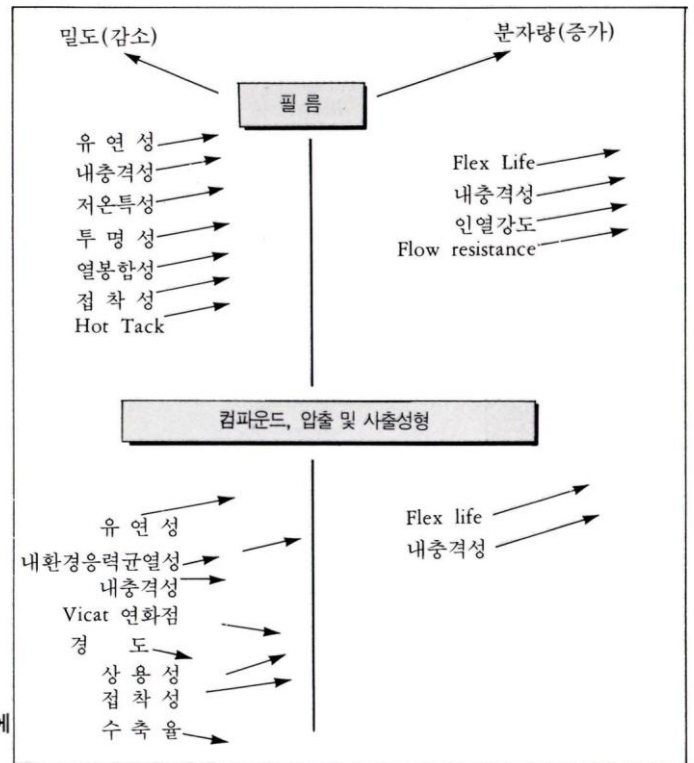 밀도(감소)
분자량(증가)
필 름
유 연 성
내충격성
저온특성
투 명 성
열봉함성
접 착 성
Hot Tack
Flex Life
내충격성
인열강도
Flow resistance
컴파운드, 압출 및 사출성형
유 연 성
내환경응력균열성
내충격성
Vicat 연화점
경 도
상 용 성
접 착 성
수 축 율
Flex life
내충격성
에